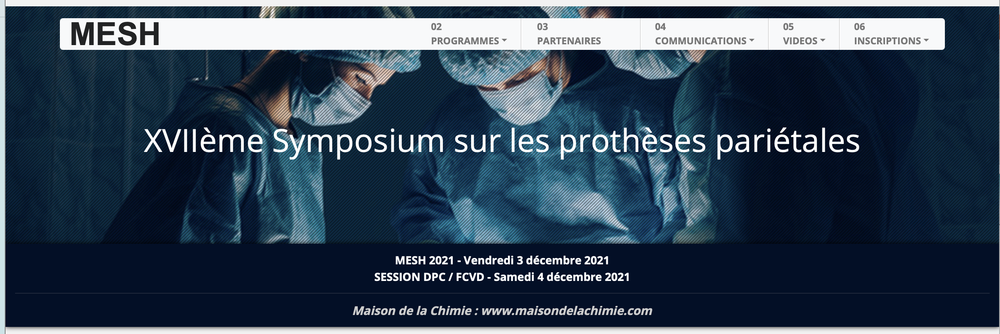 MESH
02
PROGRAMMES
03
PARTENAIRES
04
COMMUNICATIONS
05
VIDEOS
06
INSCRIPTIONS
XVIIème Symposium sur les prothèses pariétales
MESH 2021 - Vendredi 3 décembre 2021
SESSION DPC / FCVD - Samedi 4 décembre 2021
Maison de la Chimie : www.maisondelachimie.com